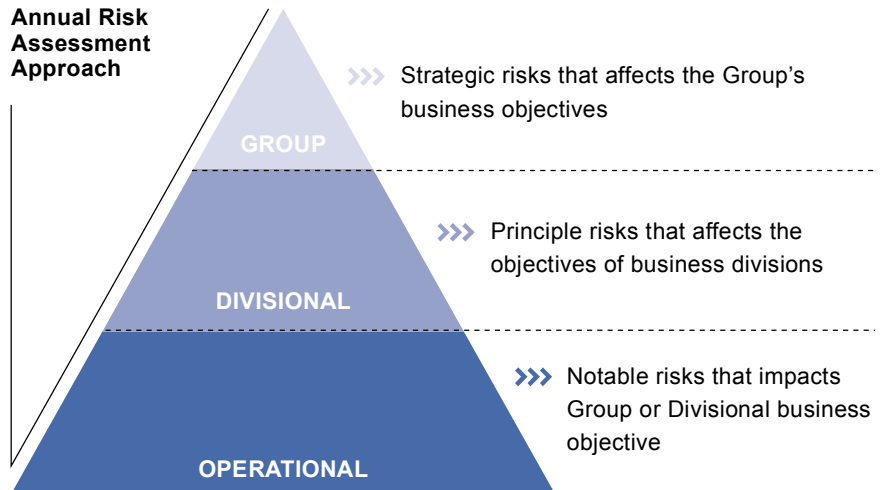 Annual Risk
Assessment
Approach
Strategic risks that affects the Group's
business objectives
GROUP
Principle risks that affects the
objectives of business divisions
DIVISIONAL
Notable risks that impacts
Group or Divisional business
objective
OPERATIONAL